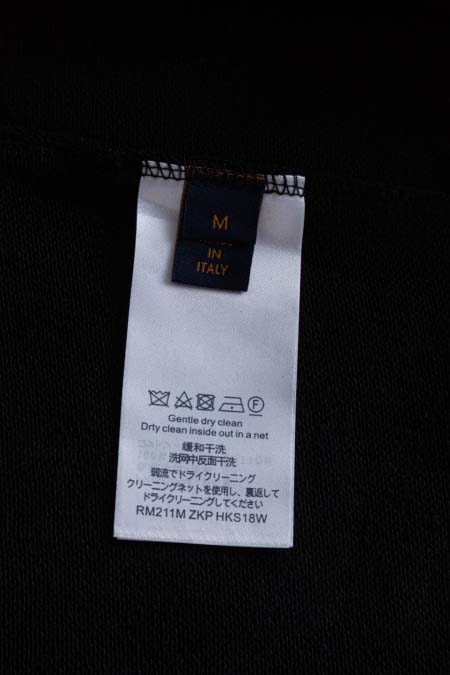 M
IN
ITALY
F
Gentle dry clean
Drty clean inside out in a net
缓和干洗
洗网中反面干洗
弱流でドライクリーニング
クリーニングネットを使用し、裏返して
ドライクリーニングしてください
RM211M ZKP HKS18W